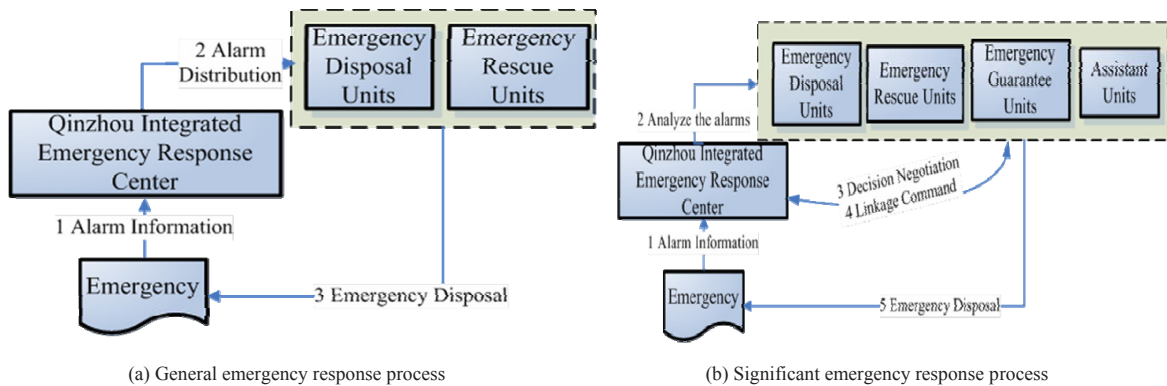 2 Alarm
Distribution
Emergency
Disposal
Units
Emergency
Rescue
Units
Qinzhou Integrated
Emergency Response
Center
1 Alarm Information
Emergency
3 Emergency Disposal
(a) General emergency response process
Emergency
Disposal
Units
Emergency
Rescue Units
Emergency
Guarantee
Units
Assistant
Units
2 Analyze the alarms
Qinzhou Integrated
Emergency Response
Center
3 Decision Negotiation
4 Linkage Command
1 Alarm Information
Emergency
5 Emergency Disposal
(b) Significant emergency response process